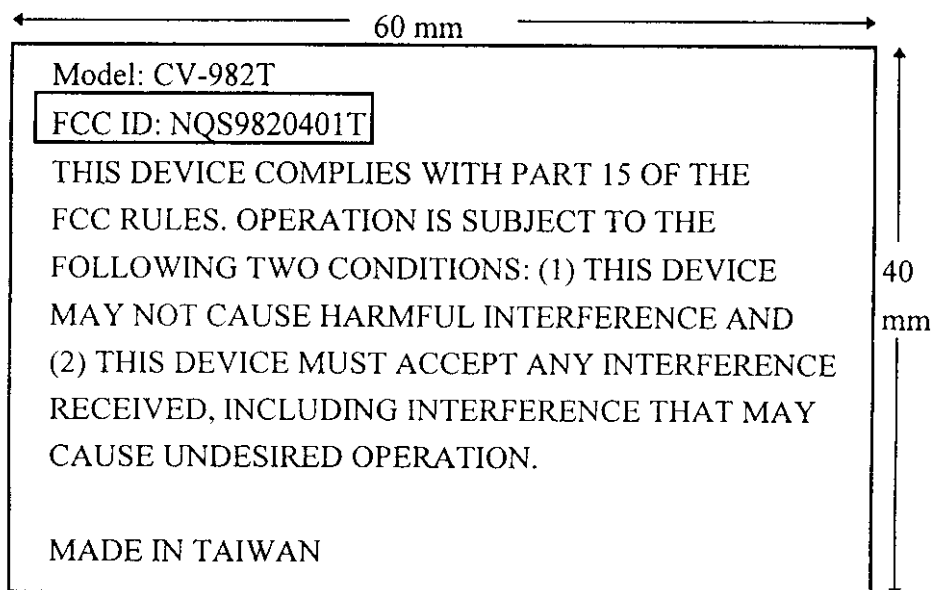 60 mm
Model: CV-982T
FCC ID: NQS9820401T
THIS DEVICE COMPLIES WITH PART 15 OF THE
FCC RULES. OPERATION IS SUBJECT TO THE
FOLLOWING TWO CONDITIONS: (1) THIS DEVICE
MAY NOT CAUSE HARMFUL INTERFERENCE AND
(2) THIS DEVICE MUST ACCEPT ANY INTERFERENCE
RECEIVED, INCLUDING INTERFERENCE THAT MAY
CAUSE UNDESIRED OPERATION.
MADE IN TAIWAN
40
mm